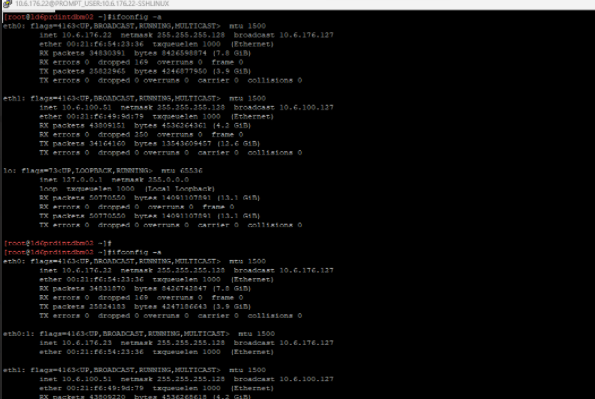 10.6.176.22@PROMPT_USER:10.6.176.22-SSHLINUX
[root@ld6prdintdbm02 ~]#ifconfig -a
eth0: flags=4163<UP,BROADCAST,RUNNING,MULTICAST>  mtu 1500
inet 10.6.176.22  netmask 255.255.255.128  broadcast 10.6.176.127
ether 00:21:f6:54:23:36  txqueuelen 1000  (Ethernet)
RX packets 34830391  bytes 8426598874 (7.8 GiB)
RX errors 0  dropped 169  overruns 0  frame 0
TX packets 25822965  bytes 4246877950 (3.9 GiB)
TX errors 0  dropped 0 overruns 0  carrier 0  collisions 0
eth1: flags=4163<UP,BROADCAST,RUNNING,MULTICAST>  mtu 1500
inet 10.6.100.51  netmask 255.255.255.128  broadcast 10.6.100.127
ether 00:21:f6:49:9d:79  txqueuelen 1000  (Ethernet)
RX packets 43809151  bytes 4536264361 (4.2 GiB)
RX errors 0  dropped 250  overruns 0  frame 0
TX packets 34164160  bytes 13543609457 (12.6 GiB)
TX errors 0  dropped 0 overruns 0  carrier 0  collisions 0
lo: flags=73<UP,LOOPBACK,RUNNING>  mtu 65536
inet 127.0.0.1  netmask 255.0.0.0
loop  txqueuelen 1000  (Local Loopback)
RX packets 50770550  bytes 14091107891 (13.1 GiB)
RX errors 0  dropped 0  overruns 0  frame 0
TX packets 50770550  bytes 14091107891 (13.1 GiB)
TX errors 0  dropped 0 overruns 0  carrier 0  collisions 0
[root@ld6prdintdbm02 ~]#
[root@ld6prdintdbm02 ~]#ifconfig -a
eth0: flags=4163<UP,BROADCAST,RUNNING,MULTICAST>  mtu 1500
inet 10.6.176.22  netmask 255.255.255.128  broadcast 10.6.176.127
ether 00:21:f6:54:23:36  txqueuelen 1000  (Ethernet)
RX packets 34831870  bytes 8426742847 (7.8 GiB)
RX errors 0  dropped 169  overruns 0  frame 0
TX packets 25824183  bytes 4247186643 (3.9 GiB)
TX errors 0  dropped 0 overruns 0  carrier 0  collisions 0
eth0:1: flags=4163<UP,BROADCAST,RUNNING,MULTICAST>  mtu 1500
inet 10.6.176.23  netmask 255.255.255.128  broadcast 10.6.176.127
ether 00:21:f6:54:23:36  txqueuelen 1000  (Ethernet)
eth1: flags=4163<UP,BROADCAST,RUNNING,MULTICAST>  mtu 1500
inet 10.6.100.51  netmask 255.255.255.128  broadcast 10.6.100.127
ether 00:21:f6:49:9d:79  txqueuelen 1000  (Ethernet)
RX packets 43809220  bytes 4536268618 (4.2 GiB)